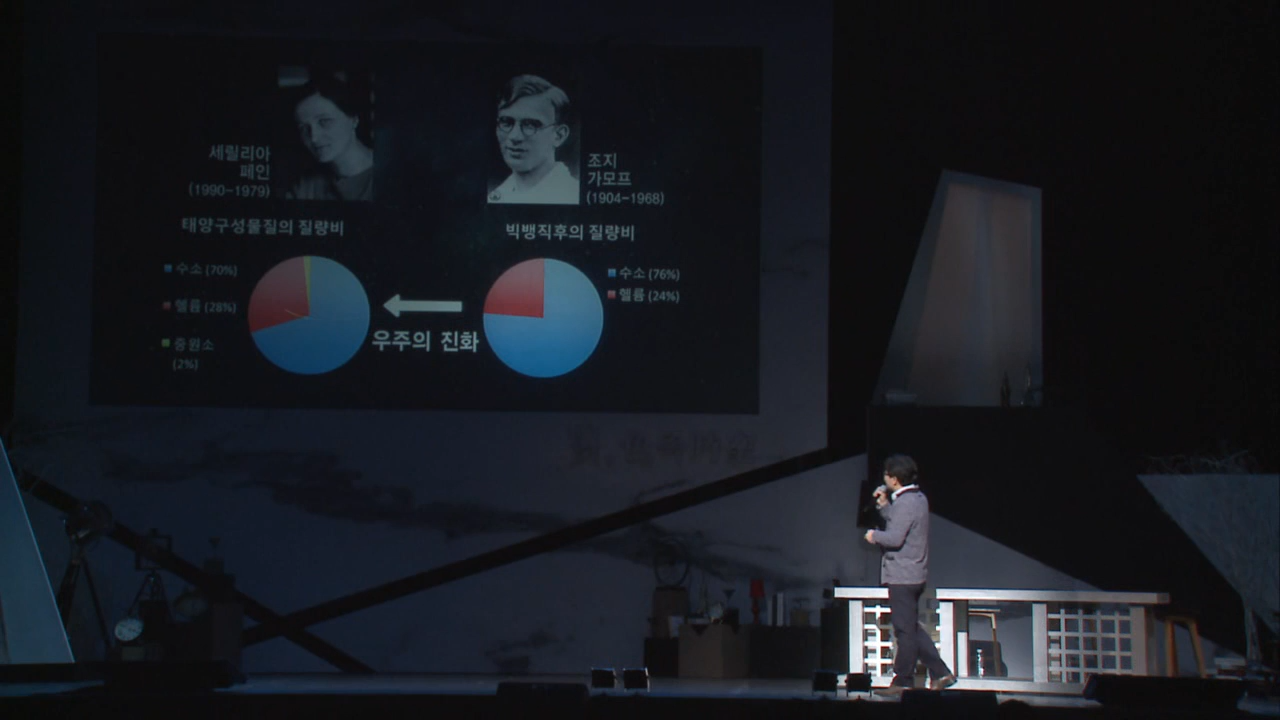 세릴리아
페인
(1990-1979)
조지
가모프
(1904-1968)
태양구성물질의 질량비
빅뱅직후의 질량비
수소 (70%)
헬륨 (28%)
중원소
(2%)
우주의 진화
수소 (76%)
헬륨 (24%)